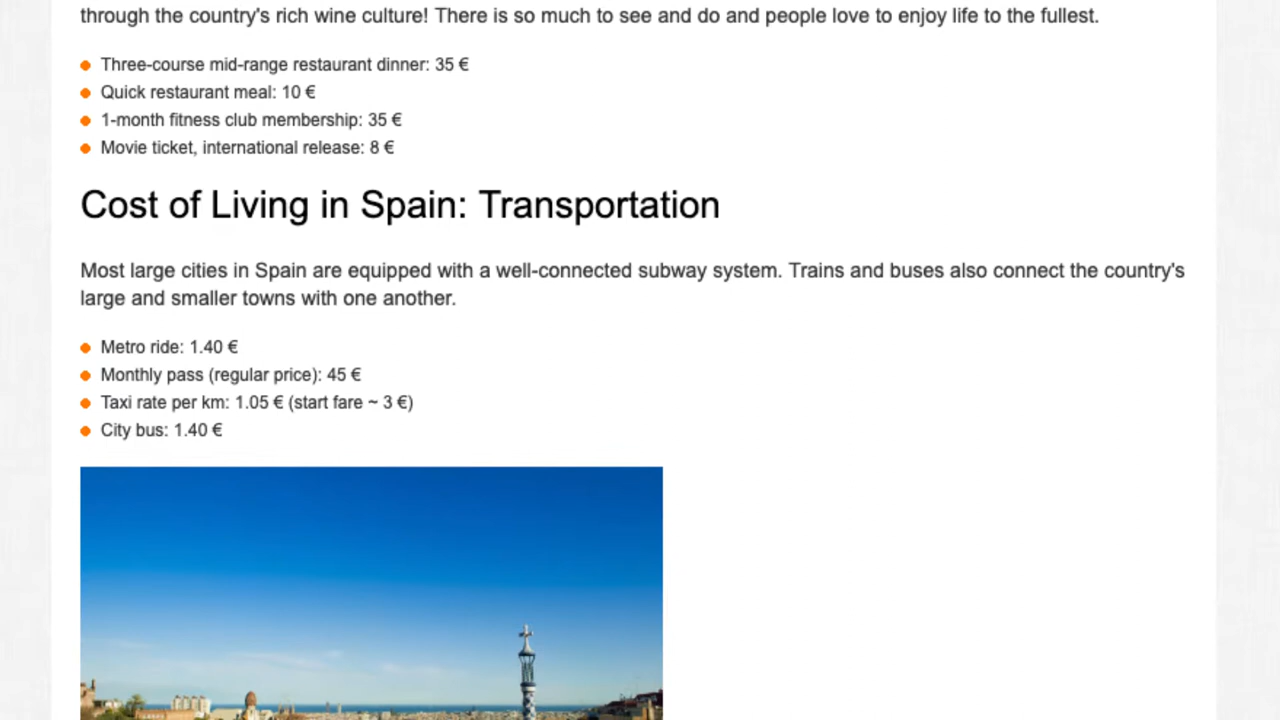 through the country's rich wine culture! There is so much to see and do and people love to enjoy life to the fullest.
Three-course mid-range restaurant dinner: 35 €
Quick restaurant meal: 10 €
1-month fitness club membership: 35 €
Movie ticket, international release: 8 €
Cost of Living in Spain: Transportation
Most large cities in Spain are equipped with a well-connected subway system. Trains and buses also connect the country's
large and smaller towns with one another.
Metro ride: 1.40 €
Monthly pass (regular price): 45 €
Taxi rate per km: 1.05 € (start fare ~ 3 €)
City bus: 1.40 €